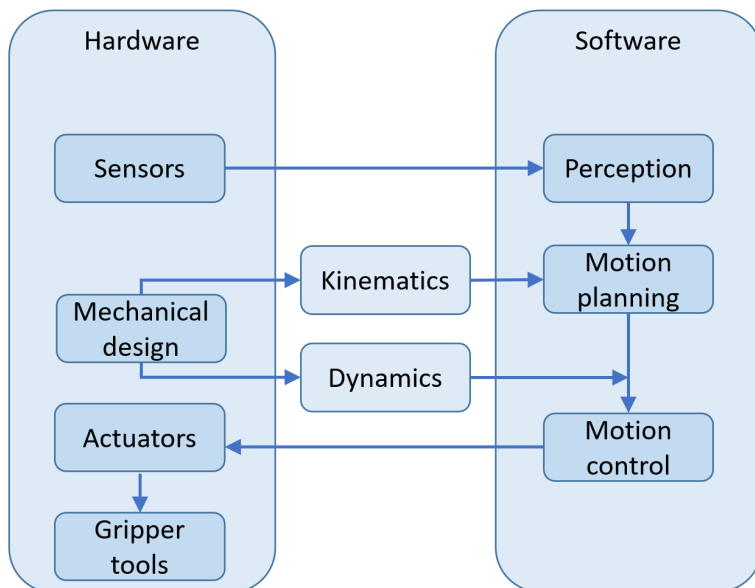 Hardware
Software
Sensors
Perception
Kinematics
Motion
planning
Mechanical
design
Dynamics
Actuators
Motion
control
Gripper
tools